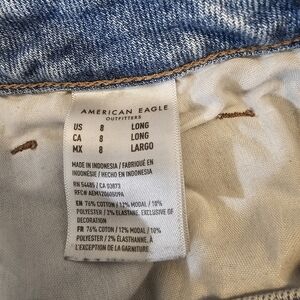 AMERICAN EAGLE
OUTFITTERS
US 8 LONG
CA 8 LONG
MX 8 LARGO
MADE IN INDONESIA / FABRIQUÉ EN
INDONÉSIE / HECHO EN INDONESIA
RN 54485 / CA 03873
RFC# AEM1206050H9A
EN 76% COTTON / 12% MODAL / 10%
POLYESTER / 2% ELASTANE. EXCLUSIVE OF
DECORATION
FR 76% COTON / 12% MODAL / 10%
POLYESTER / 2% ÉLASTHANNE. À
L'EXCEPTION DE LA GARNITURE